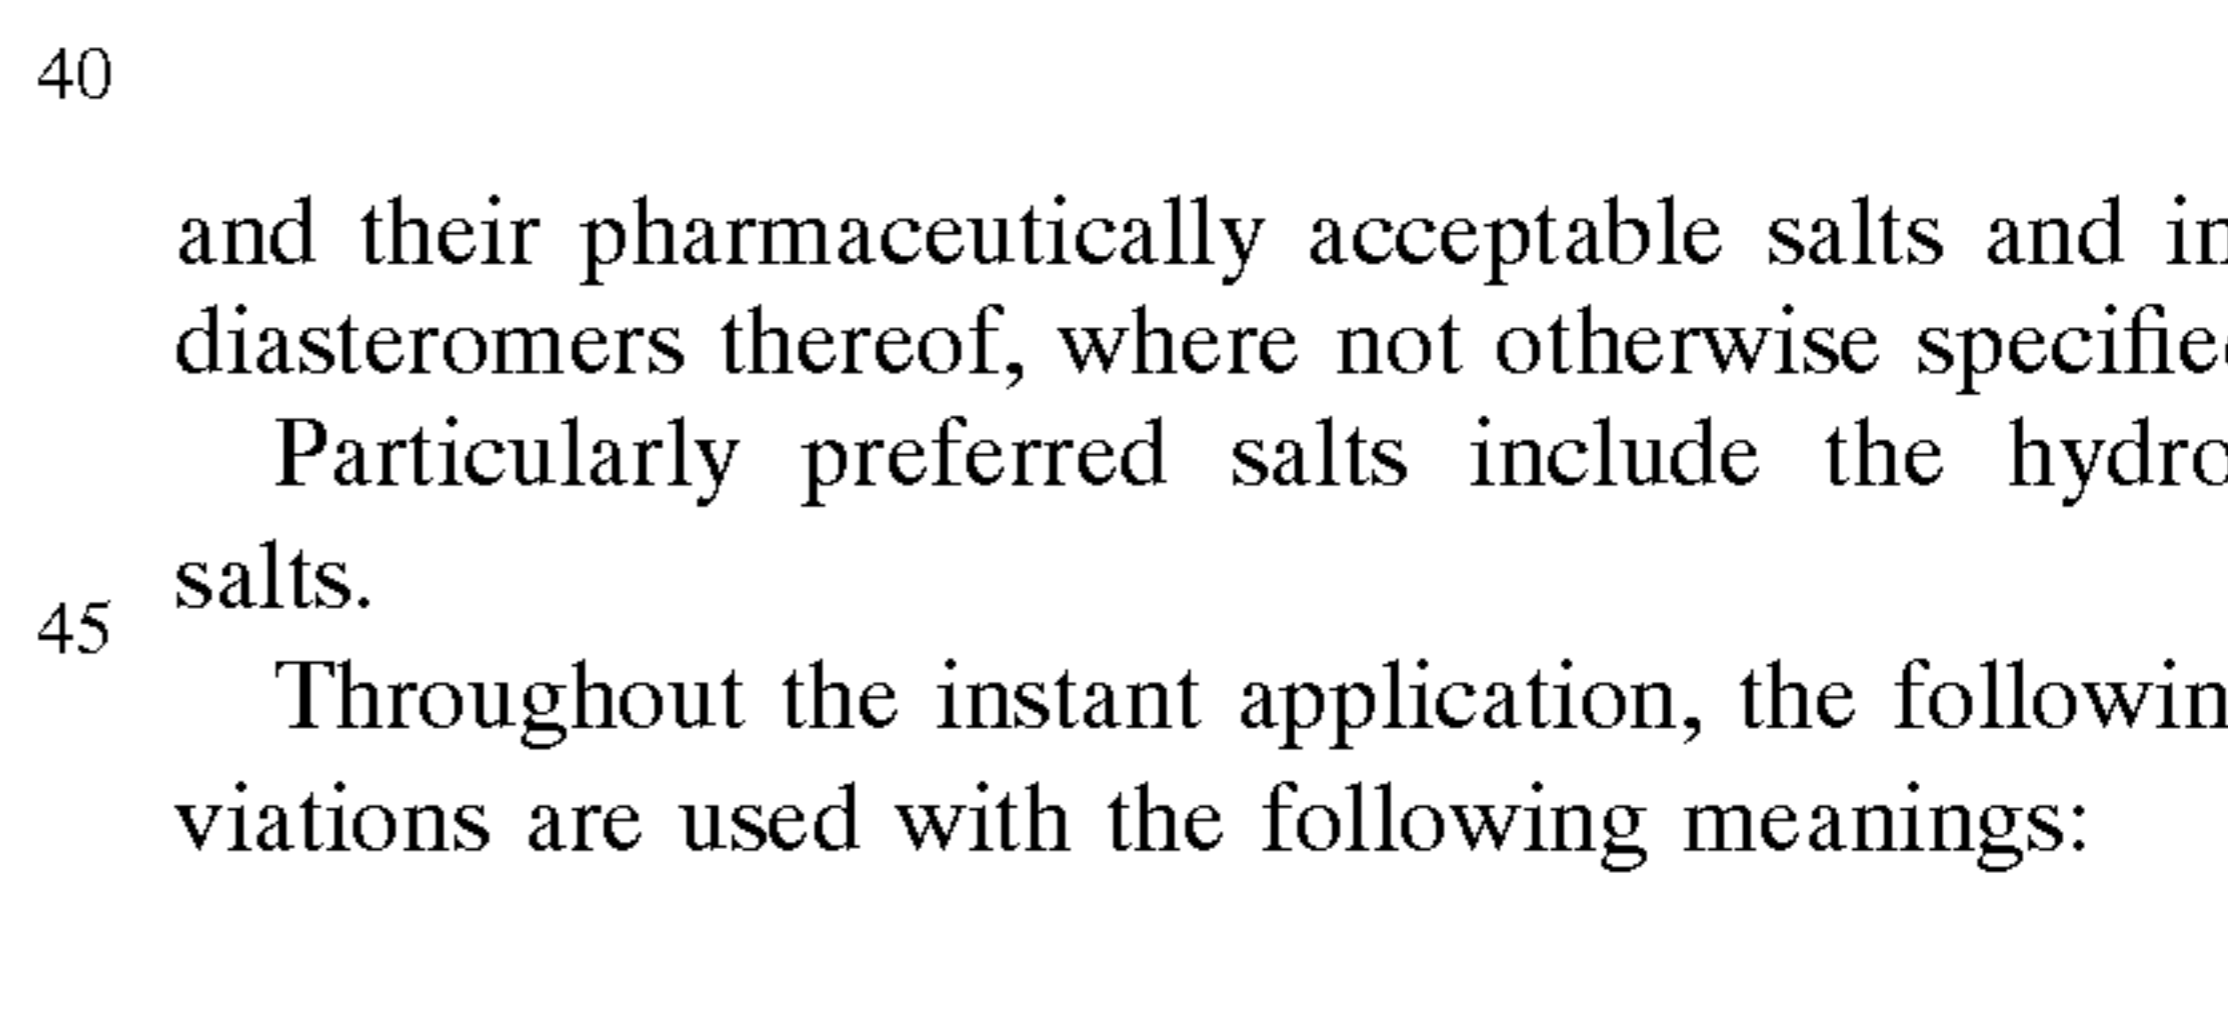 40
and their pharmaceutically acceptable salts and in
diasteromers thereof, where not otherwise specified
Particularly preferred salts include the hydro
salts.
45
Throughout the instant application, the followin
viations are used with the following meanings: